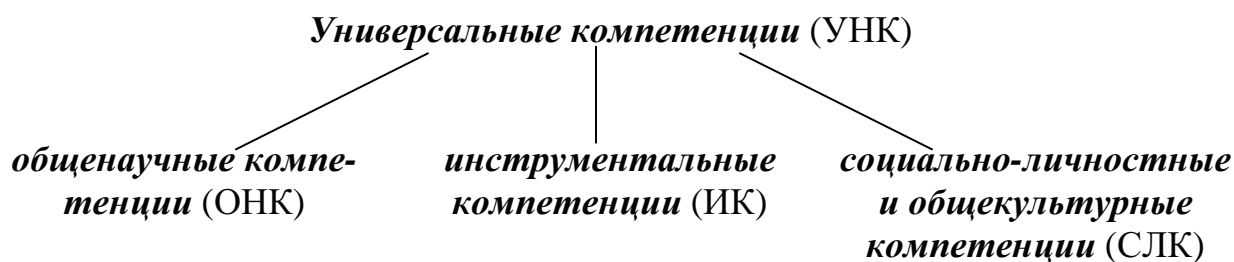 Универсальные компетенции (УНК)
общенаучные компе-
тенции (ОНК)
инструментальные
компетенции (ИК)
социально-личностные
и общекультурные
компетенции (СЛК)